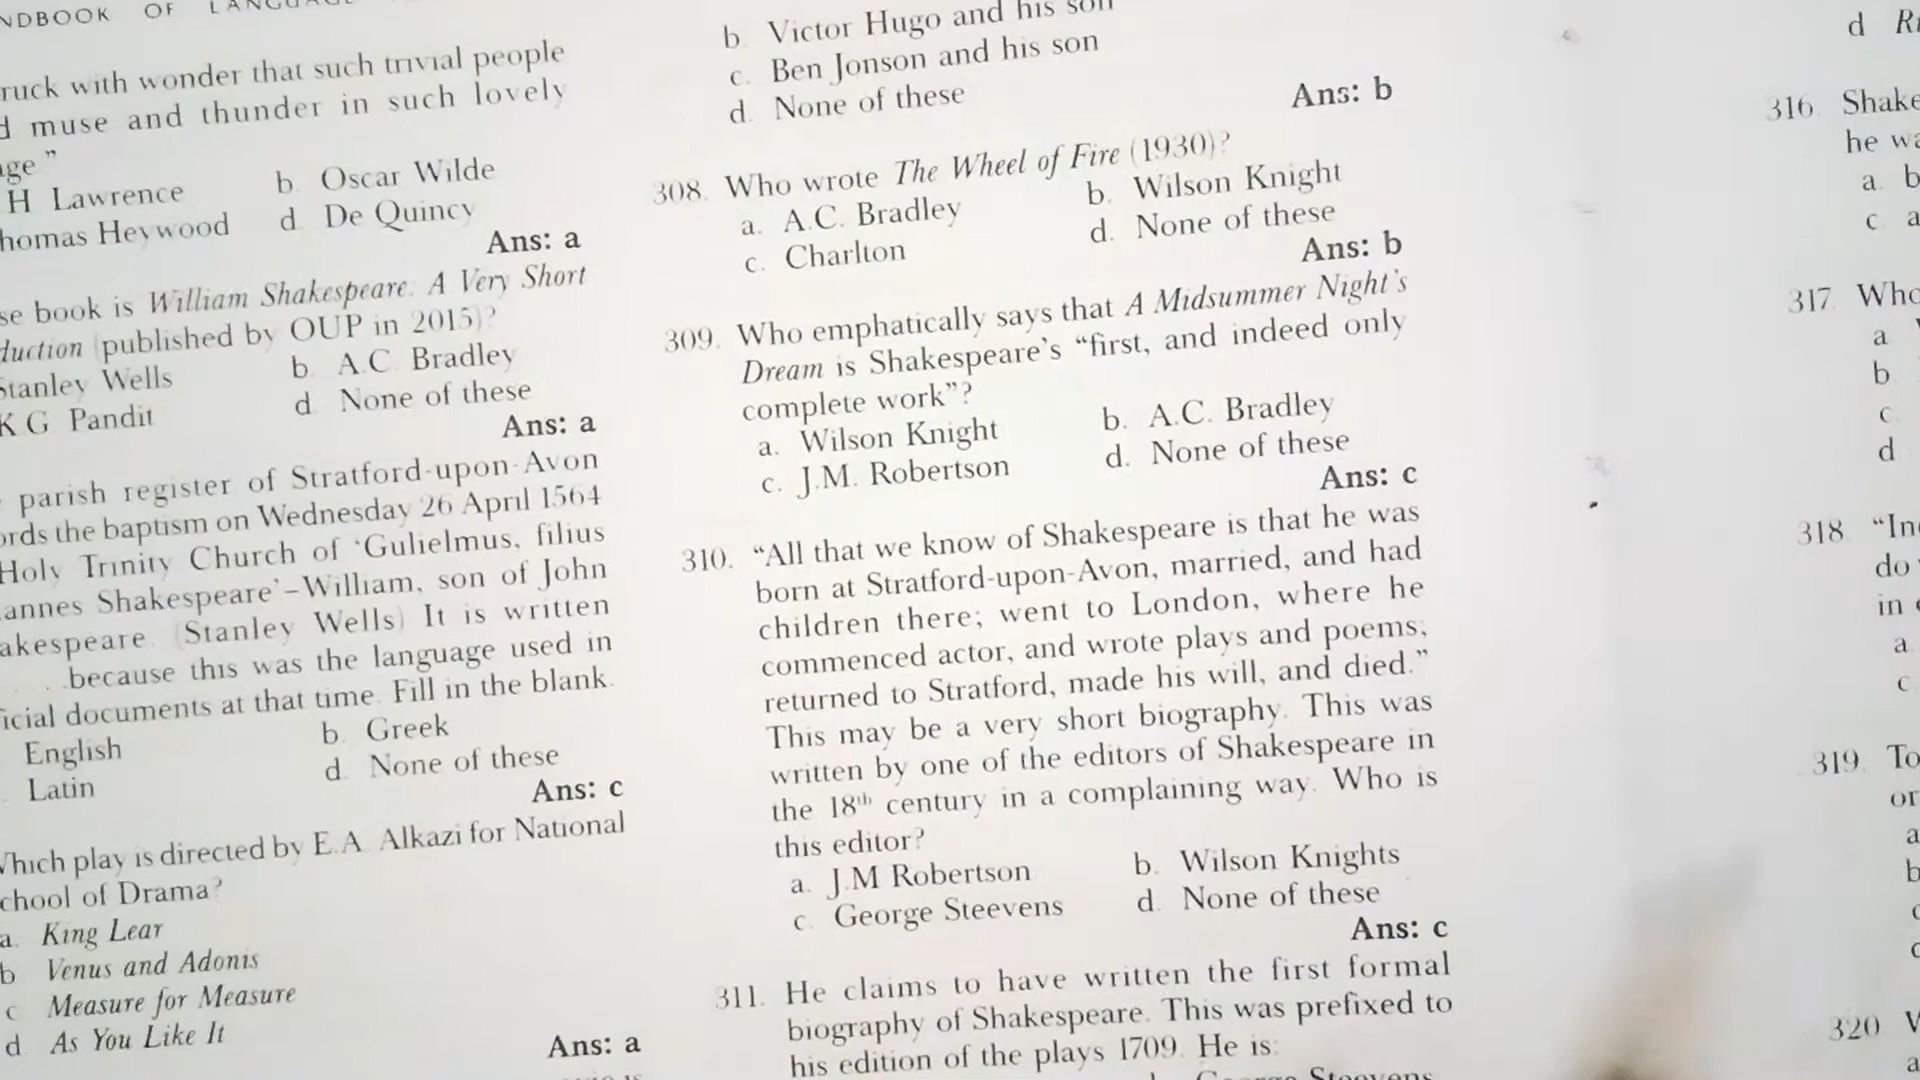 OF
ruck with wonder that such trivial people
muse and thunder in such lovely
H Lawrence b Oscar Wilde
homas Heywood d De Quincy
Ans: a
se book is William Shakespeare. A Very Short
duction (published by OUP in 2015)?
Stanley Wells b A.C. Bradley
K G Pandit d None of these
Ans: a
parish register of Stratford-upon-Avon
ords the baptism on Wednesday 26 April 1564
Holy Trinity Church of ‘Gulielmus, filius
annes Shakespeare’–William, son of John
akespeare. (Stanley Wells) It is written
. . .because this was the language used in
icial documents at that time. Fill in the blank.
English b. Greek
Latin d. None of these
Ans: c
Which play is directed by E.A. Alkazi for National
chool of Drama?
a. King Lear
b Venus and Adonis
c Measure for Measure
d As You Like It
Ans: a
b Victor Hugo and his son
c. Ben Jonson and his son
d. None of these
Ans: b
308. Who wrote The Wheel of Fire (1930)?
a. A.C. Bradley b. Wilson Knight
c. Charlton d. None of these
Ans: b
309. Who emphatically says that A Midsummer Night’s
Dream is Shakespeare’s “first, and indeed only
complete work”?
a. Wilson Knight b. A.C. Bradley
c. J.M. Robertson d. None of these
Ans: c
310. “All that we know of Shakespeare is that he was
born at Stratford-upon-Avon, married, and had
children there; went to London, where he
commenced actor, and wrote plays and poems;
returned to Stratford, made his will, and died.”
This may be a very short biography. This was
written by one of the editors of Shakespeare in
the 18th century in a complaining way. Who is
this editor?
a. J.M Robertson b. Wilson Knights
c. George Steevens d. None of these
Ans: c
311. He claims to have written the first formal
biography of Shakespeare. This was prefixed to
his edition of the plays 1709. He is:
George Steevens
d
316. Shake
he wa
a. b
c a
317 Who
a
b
c
d
318 “In
do
in
a
c
319. To
or
a
b
320
a